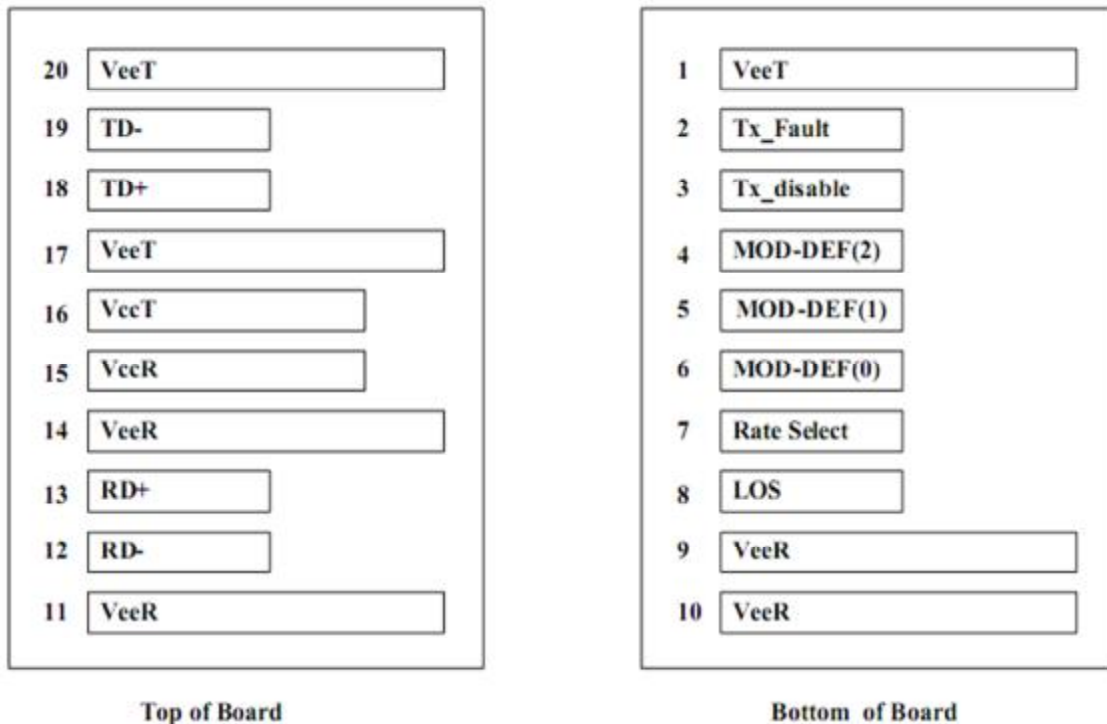 20 VeeT
19 TD-
18 TD+
17 VeeT
16 VccT
15 VccR
14 VeeR
13 RD+
12 RD-
11 VeeR
Top of Board
1 VeeT
2 Tx_Fault
3 Tx_disable
4 MOD-DEF(2)
5 MOD-DEF(1)
6 MOD-DEF(0)
7 Rate Select
8 LOS
9 VeeR
10 VeeR
Bottom of Board